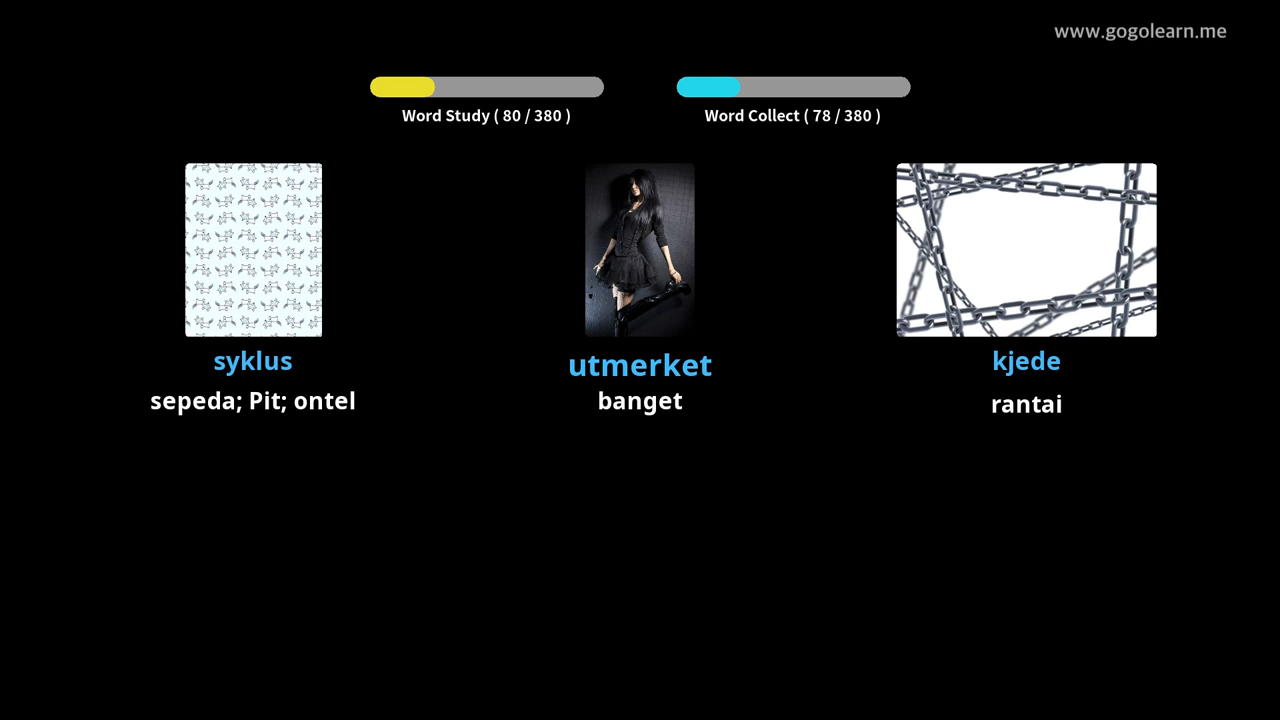 www.gogolearn.me
Word Study ( 80 / 380 )
Word Collect ( 78 / 380 )
syklus
utmerket
kjede
sepeda; Pit; ontel
banget
rantai